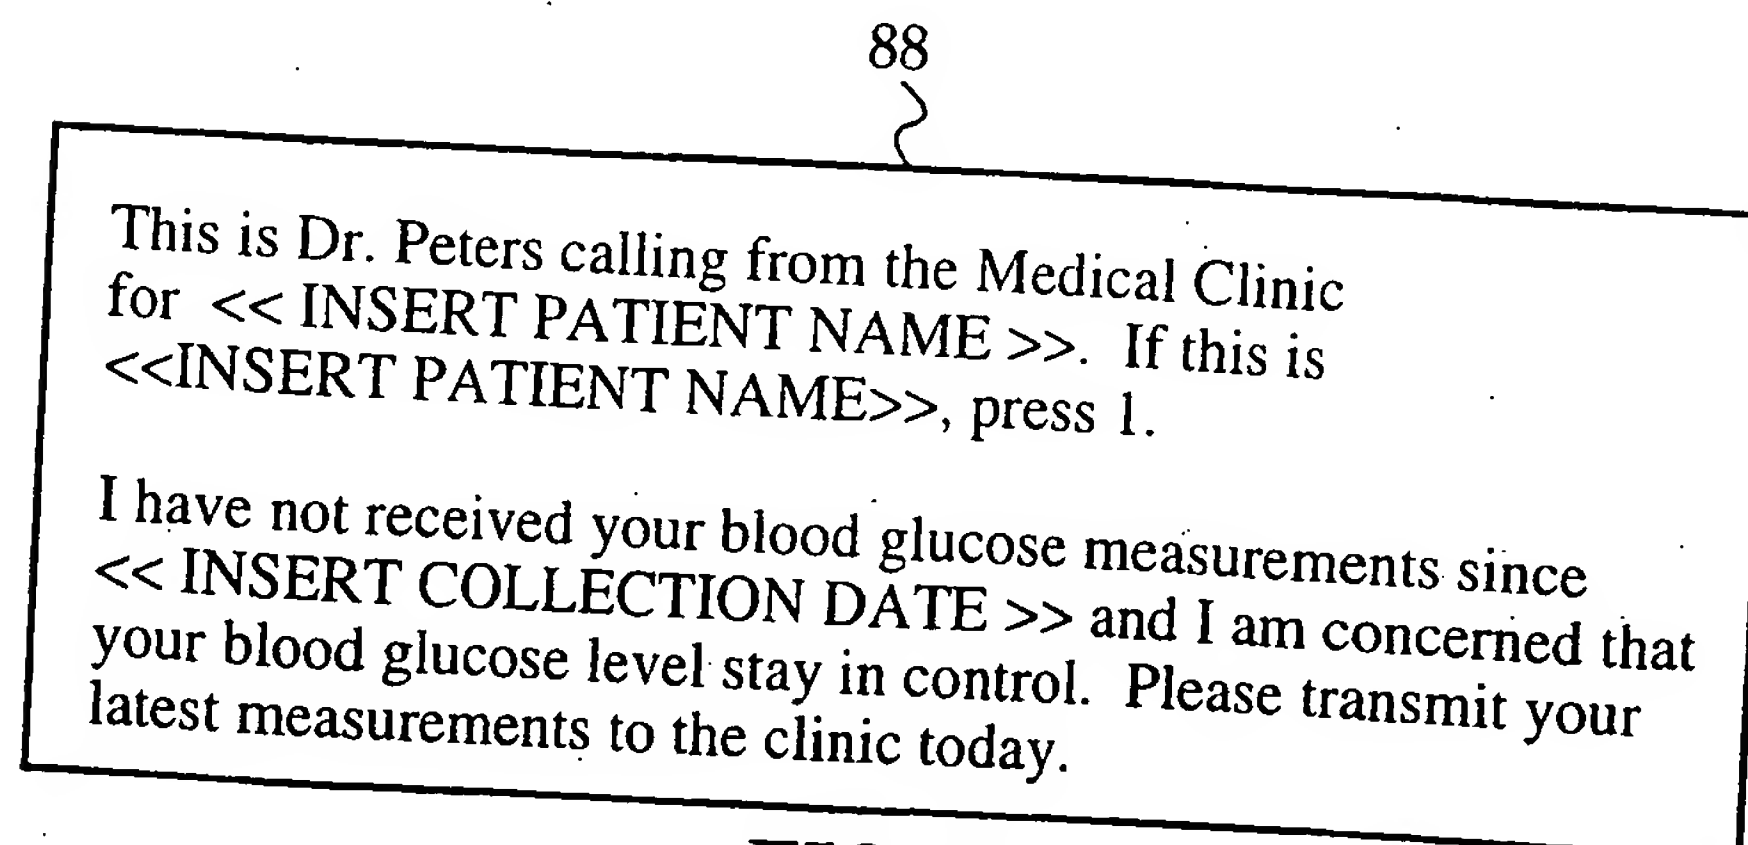 88
This is Dr. Peters calling from the Medical Clinic
for << INSERT PATIENT NAME >>. If this is
<<INSERT PATIENT NAME>>, press 1.
I have not received your blood glucose measurements since
<< INSERT COLLECTION DATE >> and I am concerned that
your blood glucose level stay in control. Please transmit your
latest measurements to the clinic today.